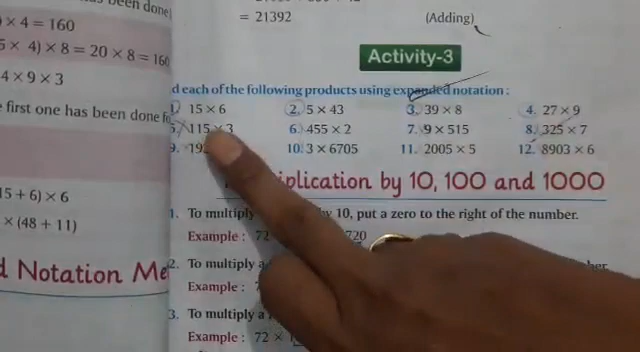 been done
) × 4 = 160
5 × 4) × 8 = 20 × 8 = 160
4 × 9 × 3
e first one has been done
15 + 6) × 6
× (48 + 11)
d Notation Me
= 21392 (Adding)
Activity-3
d each of the following products using expanded notation :
1. 15 × 6 2. 5 × 43 3. 39 × 8 4. 27 × 9
5. 115 × 3 6. 455 × 2 7. 9 × 515 8. 325 × 7
9. 19 10. 3 × 6705 11. 2005 × 5 12. 8903 × 6
iplication by 10, 100 and 1000
1. To multiply by 10, put a zero to the right of the number.
Example : 72 720
2. To multiply a
Example : 7
3. To multiply a
Example : 72 ×